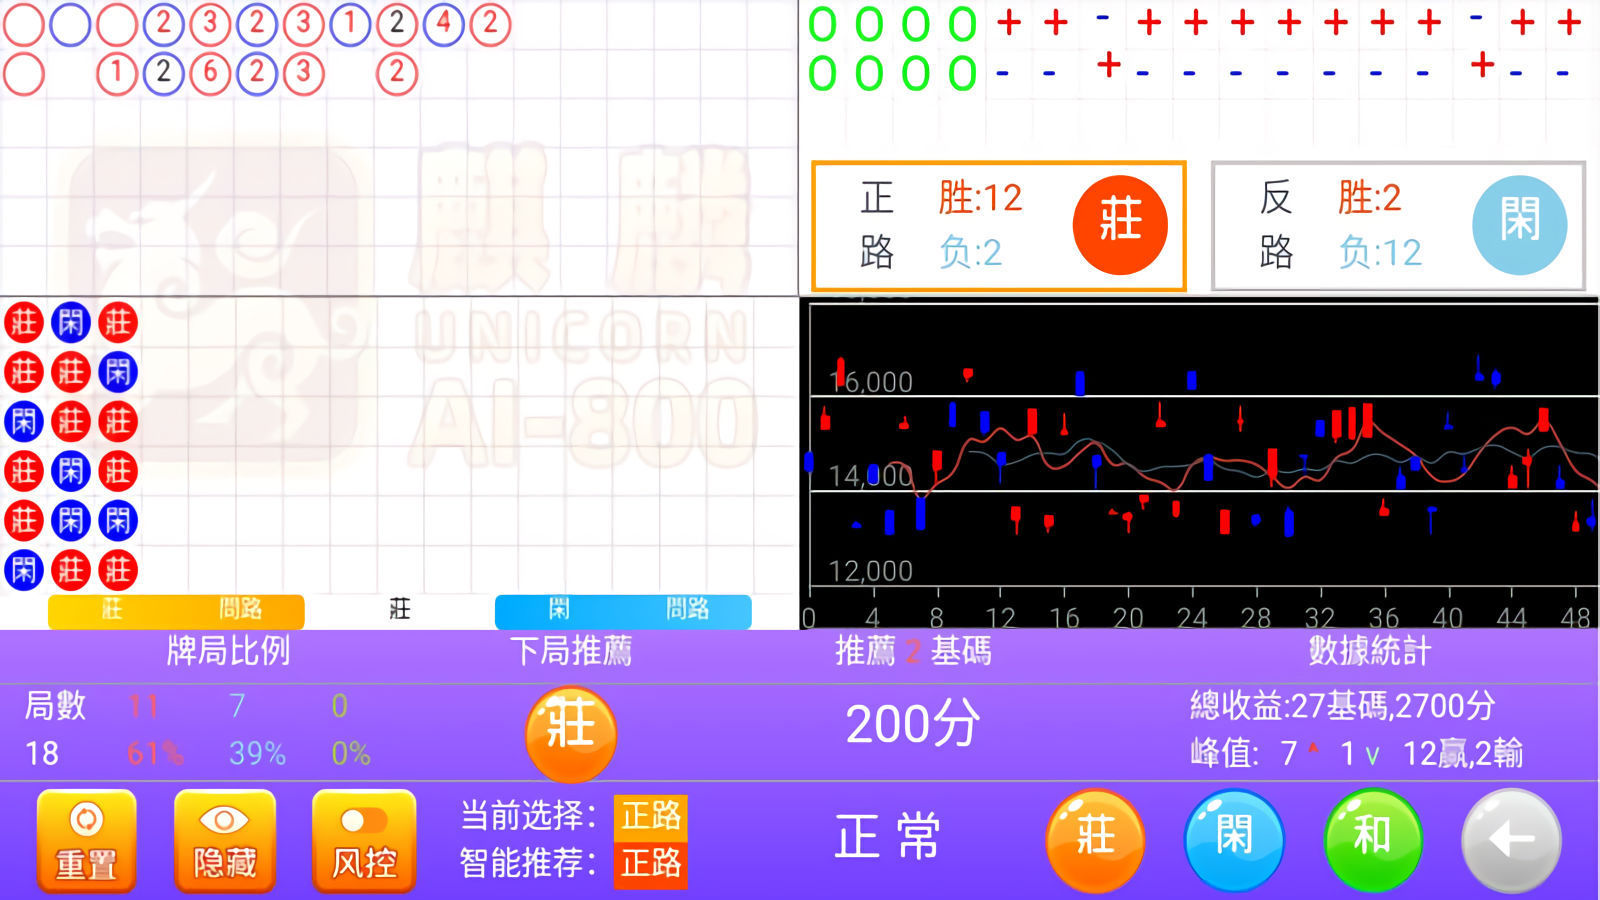 2 3 2 3 1 2 4 2
1 2 6 2 3 2
0 0 0 0 + + - + + + + + + + - + +
0 0 0 0 - - + - - - - - - - + - -
正路 胜:12 负:2 莊
反路 胜:2 负:12 閑
麒麟
UNICORN
AI-800
莊 閑 莊
莊 莊 閑
閑 莊 莊
莊 閑 莊
莊 閑 閑
閑 莊 莊
16,000
14,000
12,000
0 4 8 12 16 20 24 28 32 36 40 44 48
莊 問路 莊 閑 問路
牌局比例 下局推薦 推薦 2 基碼 數據統計
局數 11 7 0
18 61% 39% 0%
莊
200分
總收益:27基碼,2700分
峰值: 7 1 12赢,2輸
重置 隐藏 风控
当前选择: 正路
智能推荐: 正路
正常
莊 閑 和